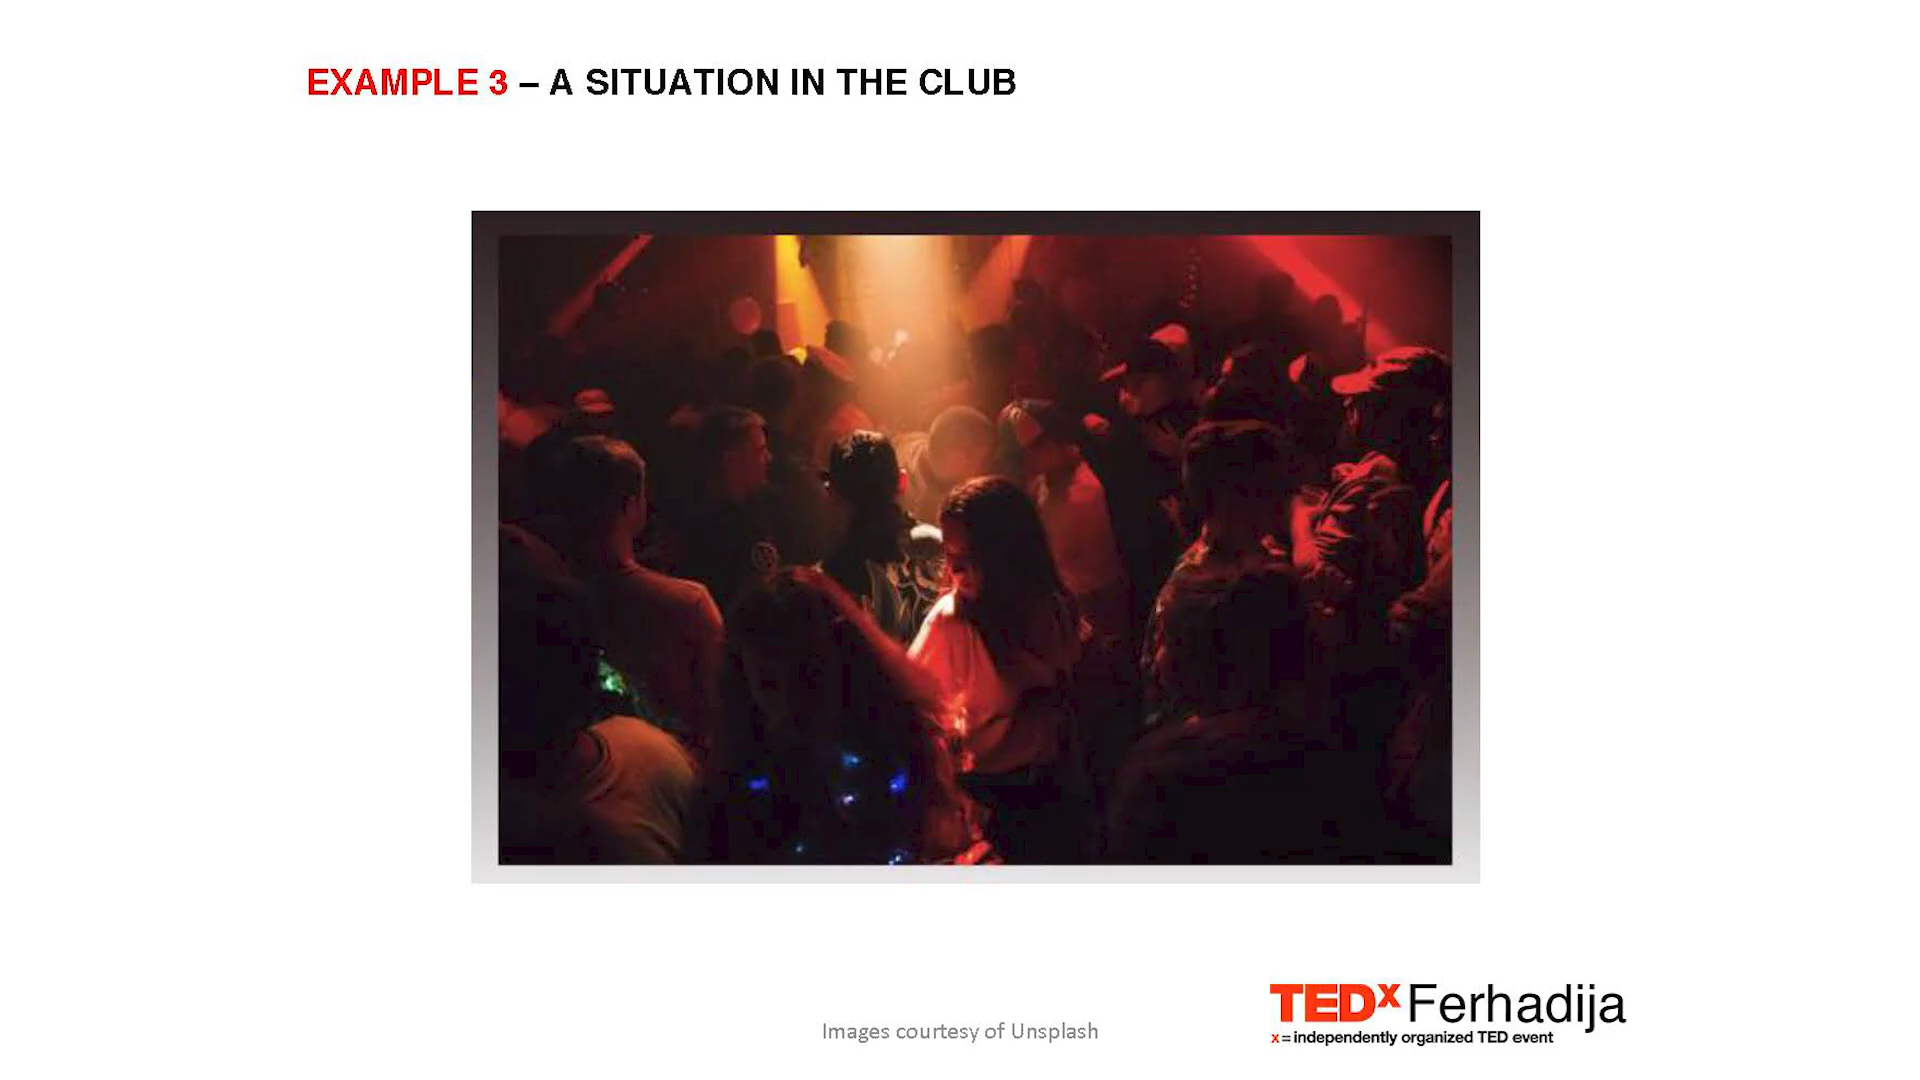 EXAMPLE 3 – A SITUATION IN THE CLUB
Images courtesy of Unsplash
TEDx Ferhadija
x = independently organized TED event